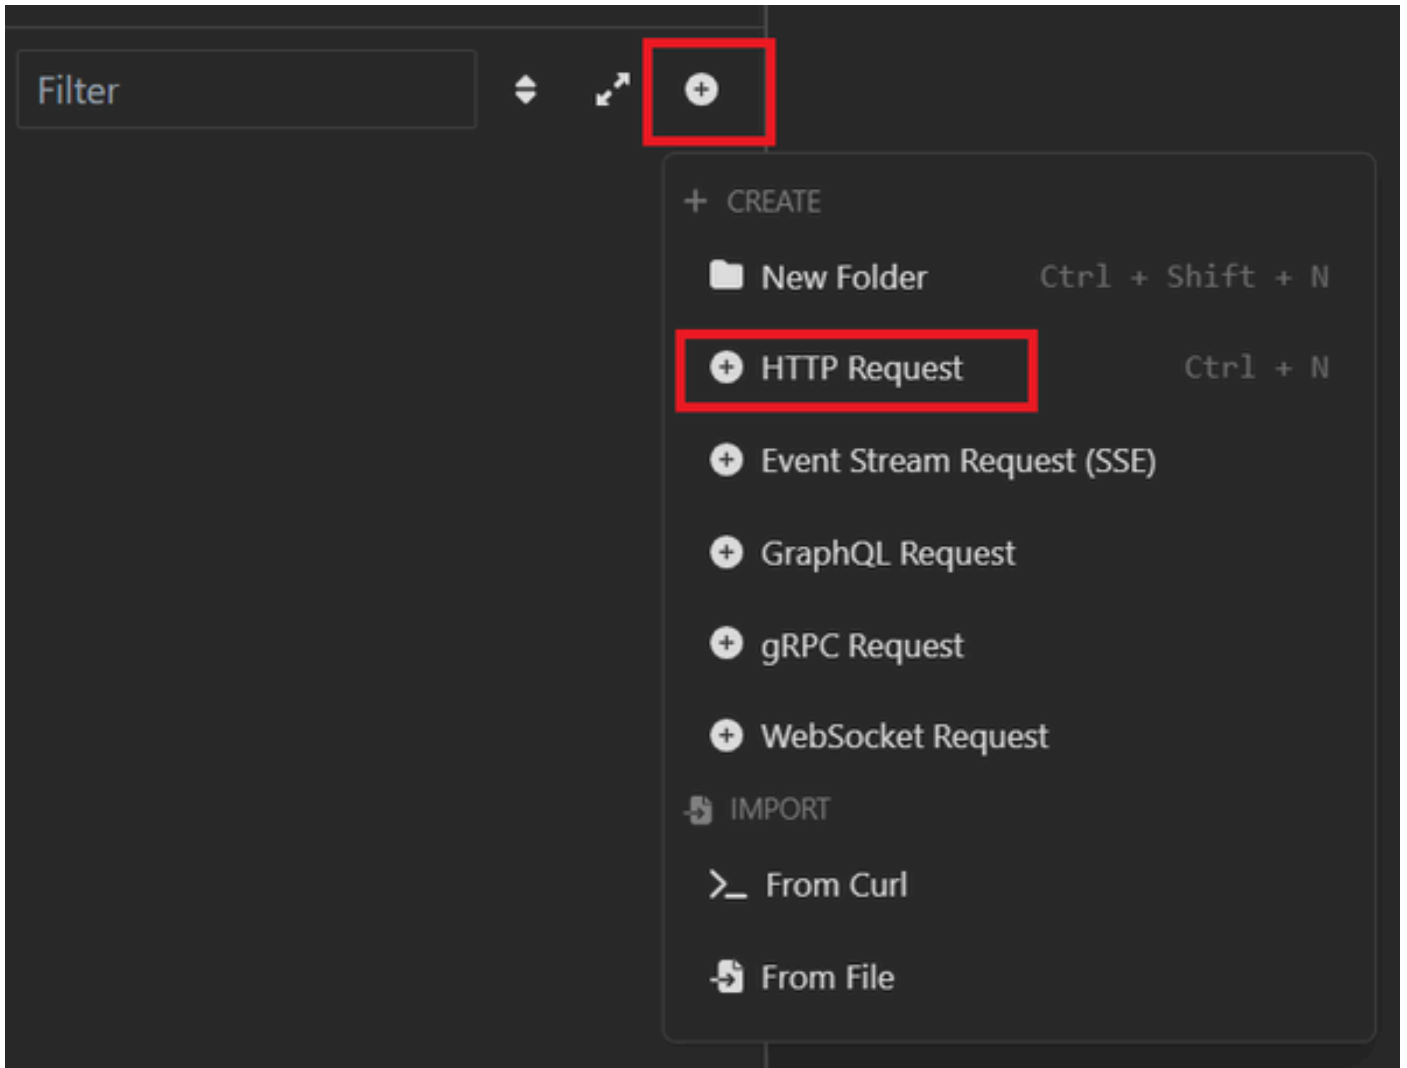 Filter
CREATE
New Folder Ctrl + Shift + N
HTTP Request Ctrl + N
Event Stream Request (SSE)
GraphQL Request
gRPC Request
WebSocket Request
IMPORT
From Curl
From File